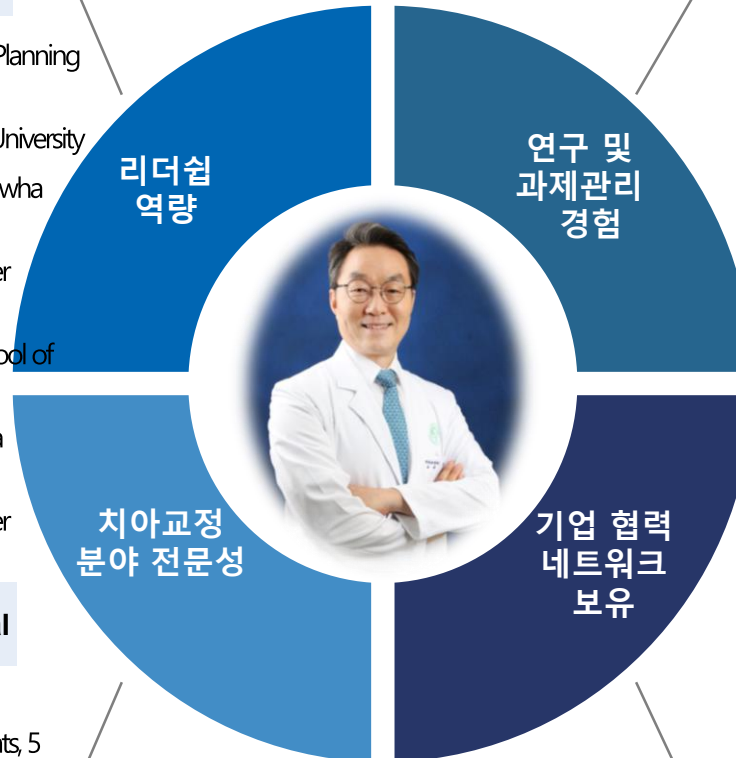 Planning
University
wha
er
ool of
a
er
al
nts, 5
리더쉽
역량
연구 및
과제관리
경험
치아교정
분야 전문성
기업 협력
네트워크
보유